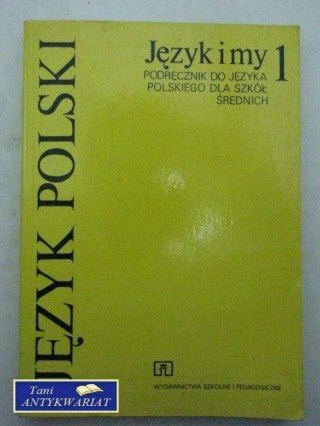 Język i my 1
PODRĘCZNIK DO JĘZYKA
POLSKIEGO DLA SZKÓŁ
ŚREDNICH
JĘZYK POLSKI
WYDAWNICTWA SZKOLNE I PEDAGOGICZNE
Tani
ANTYKWARIAT